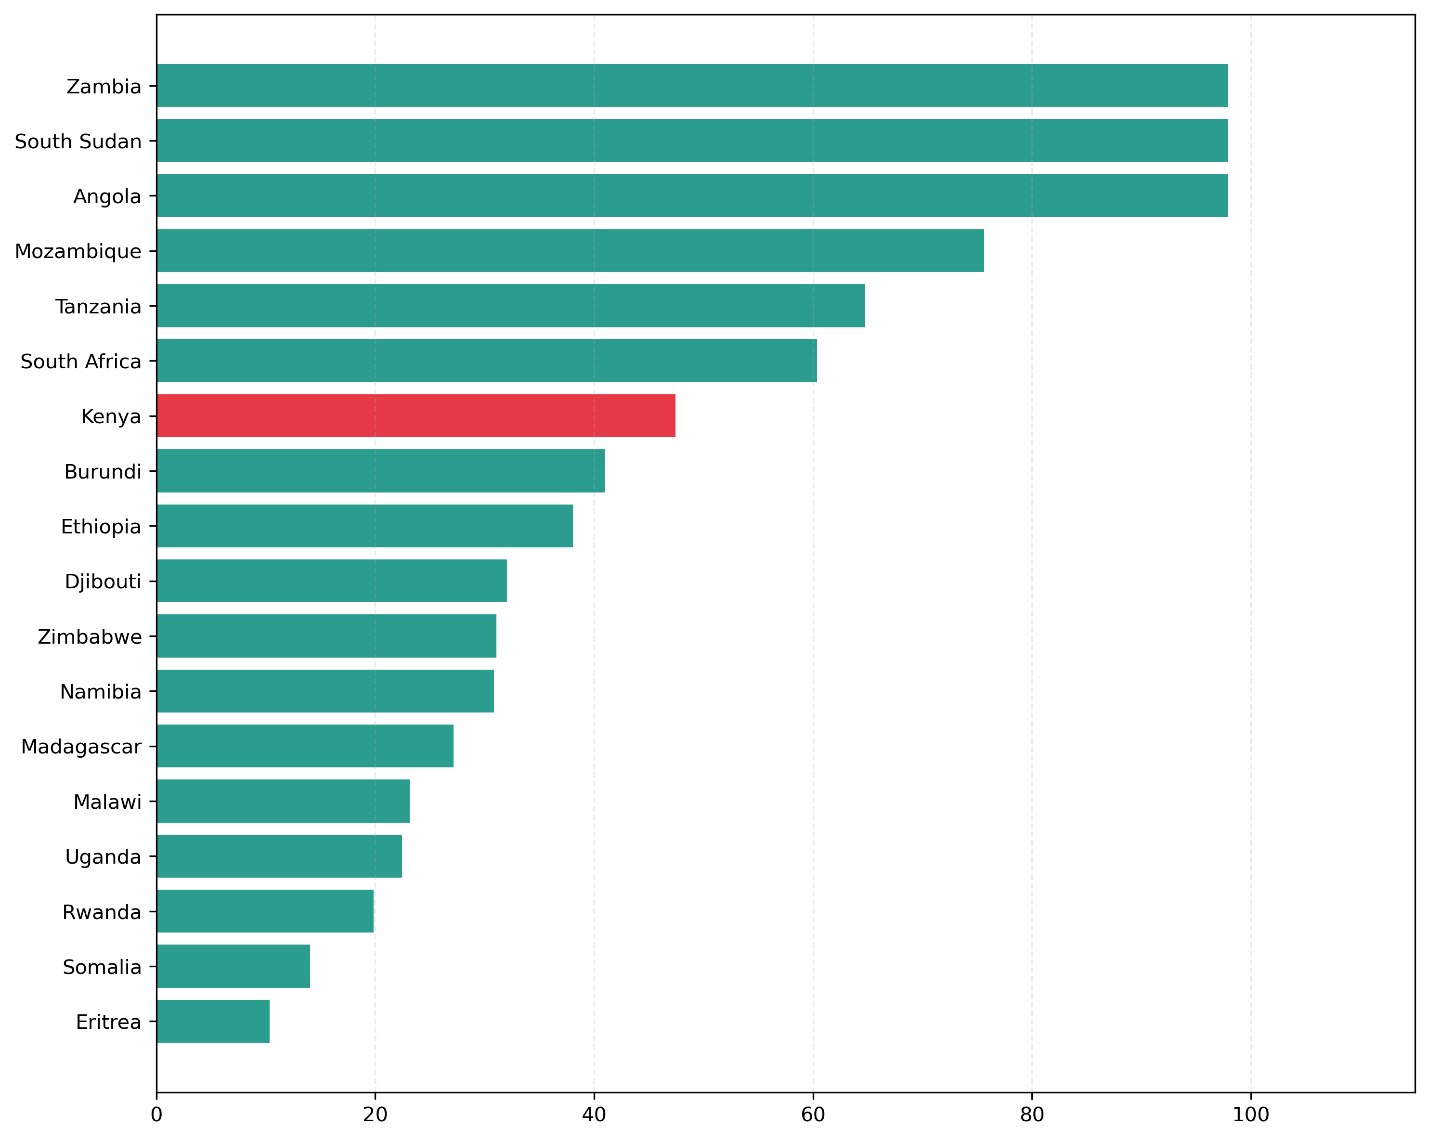 Zambia
South Sudan
Angola
Mozambique
Tanzania
South Africa
Kenya
Burundi
Ethiopia
Djibouti
Zimbabwe
Namibia
Madagascar
Malawi
Uganda
Rwanda
Somalia
Eritrea
0 20 40 60 80 100